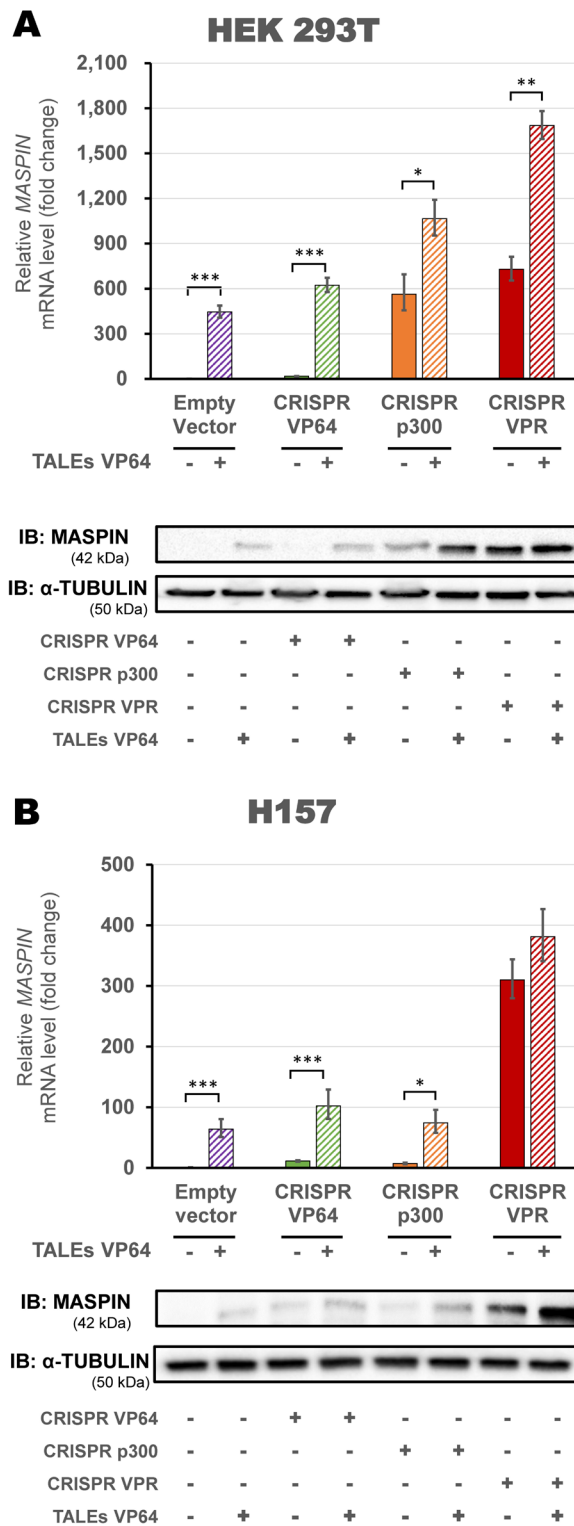 A
HEK 293T
Relative MASPIN
mRNA level (fold change)
2,100
1,800
1,500
1,200
900
600
300
0
*** *** * **
Empty Vector
CRISPR VP64
CRISPR p300
CRISPR VPR
TALEs VP64 - + - + - + - +
IB: MASPIN
(42 kDa)
IB: α-TUBULIN
(50 kDa)
CRISPR VP64 - - + + - - - -
CRISPR p300 - - - - + + - -
CRISPR VPR - - - - - - + +
TALEs VP64 - + - + - + - +
B
H157
Relative MASPIN
mRNA level (fold change)
500
400
300
200
100
0
*** *** *
Empty vector
CRISPR VP64
CRISPR p300
CRISPR VPR
TALEs VP64 - + - + - + - +
IB: MASPIN
(42 kDa)
IB: α-TUBULIN
(50 kDa)
CRISPR VP64 - - + + - - - -
CRISPR p300 - - - - + + - -
CRISPR VPR - - - - - - + +
TALEs VP64 - + - + - + - +